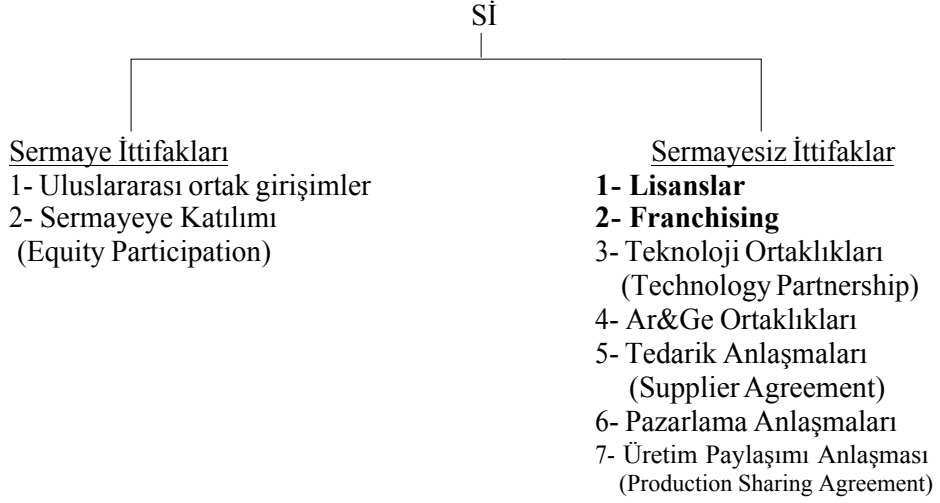 Sİ
Sermaye İttifakları
1- Uluslararası ortak girişimler
2- Sermayeye Katılımı
(Equity Participation)
Sermayesiz İttifaklar
1- Lisanslar
2- Franchising
3- Teknoloji Ortaklıkları
(Technology Partnership)
4- Ar&Ge Ortaklıkları
5- Tedarik Anlaşmaları
(Supplier Agreement)
6- Pazarlama Anlaşmaları
7- Üretim Paylaşımı Anlaşması
(Production Sharing Agreement)